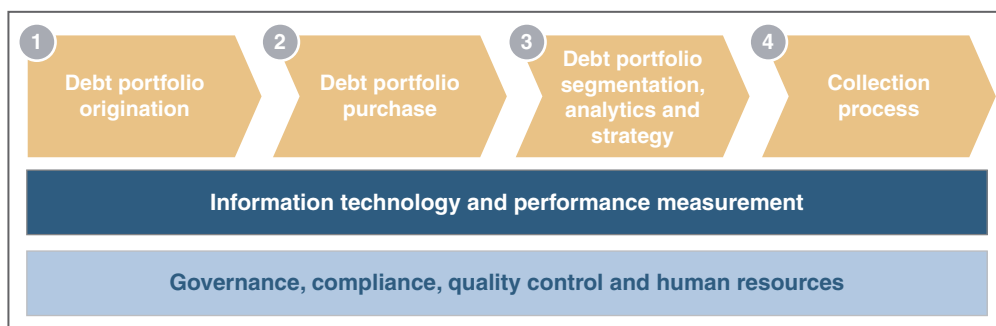 1
Debt portfolio
origination
2
Debt portfolio
purchase
3
Debt portfolio
segmentation,
analytics and
strategy
4
Collection
process
Information technology and performance measurement
Governance, compliance, quality control and human resources